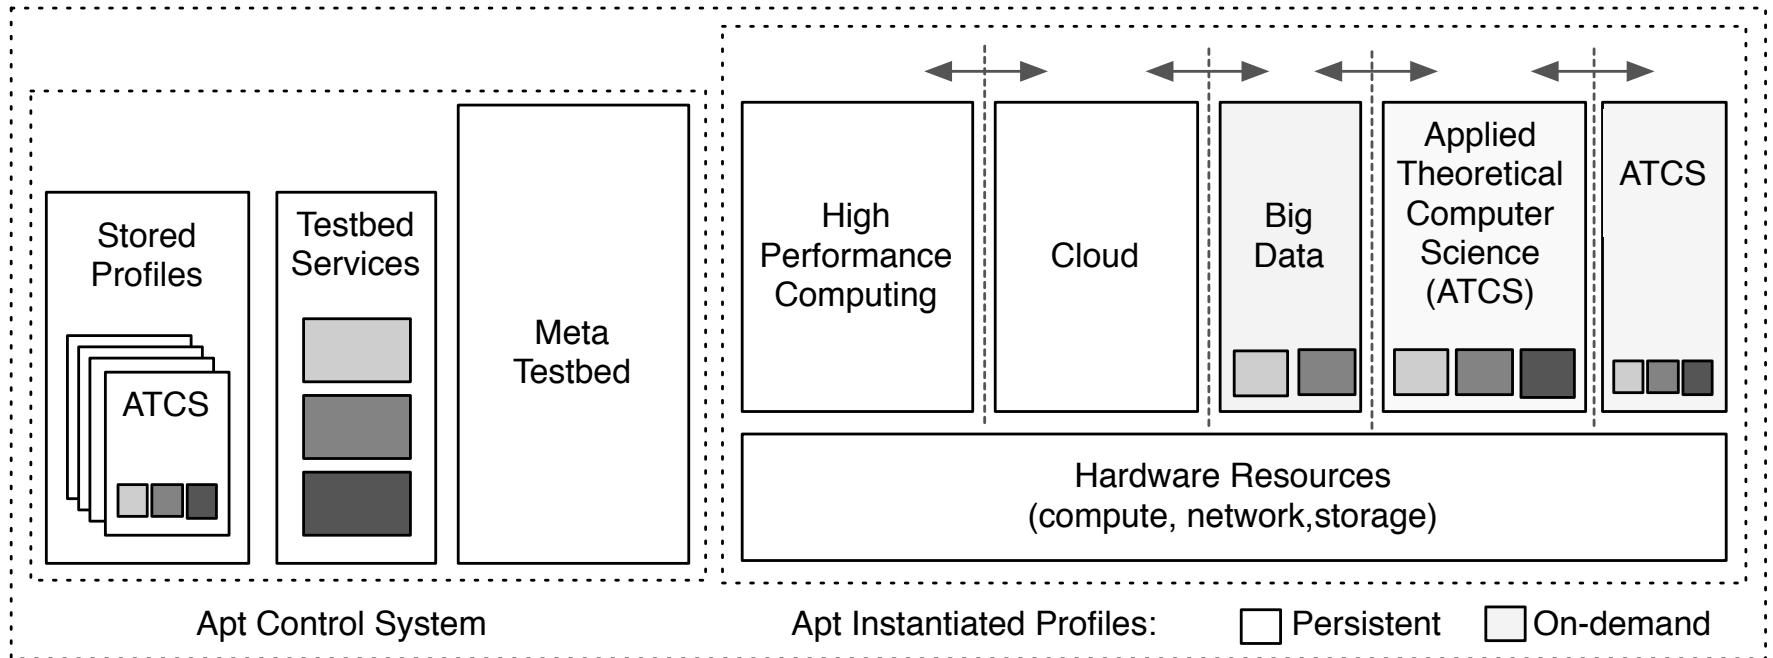 Stored
Profiles
ATCS
Testbed
Services
Meta
Testbed
High
Performance
Computing
Cloud
Big
Data
Applied
Theoretical
Computer
Science
(ATCS)
ATCS
Hardware Resources
(compute, network,storage)
Apt Control System
Apt Instantiated Profiles:
Persistent
On-demand